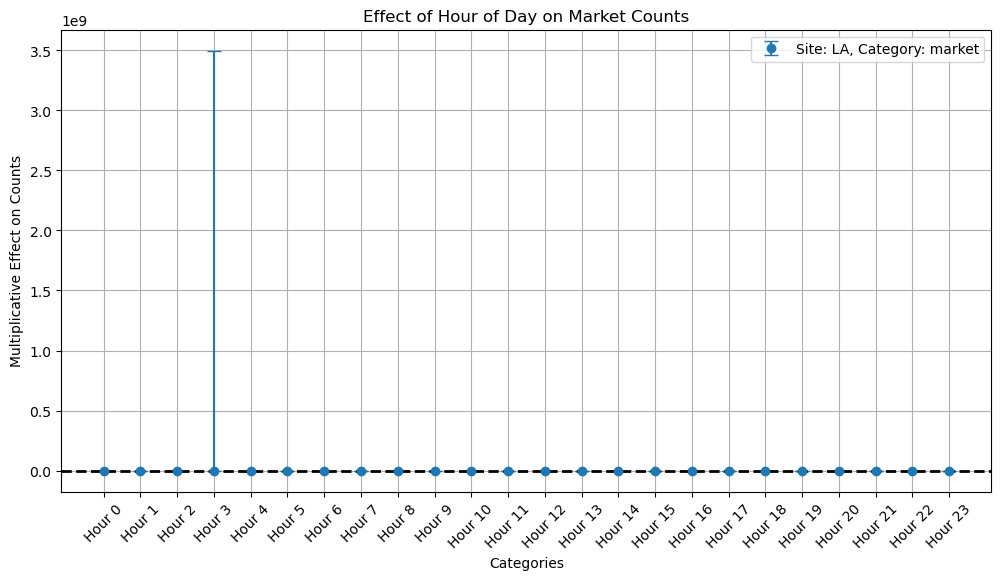 Effect of Hour of Day on Market Counts
1e9
Site: LA, Category: market
Multiplicative Effect on Counts
3.5
3.0
2.5
2.0
1.5
1.0
0.5
0.0
Hour 0
Hour 1
Hour 2
Hour 3
Hour 4
Hour 5
Hour 6
Hour 7
Hour 8
Hour 9
Hour 10
Hour 11
Hour 12
Hour 13
Hour 14
Hour 15
Hour 16
Hour 17
Hour 18
Hour 19
Hour 20
Hour 21
Hour 22
Hour 23
Categories